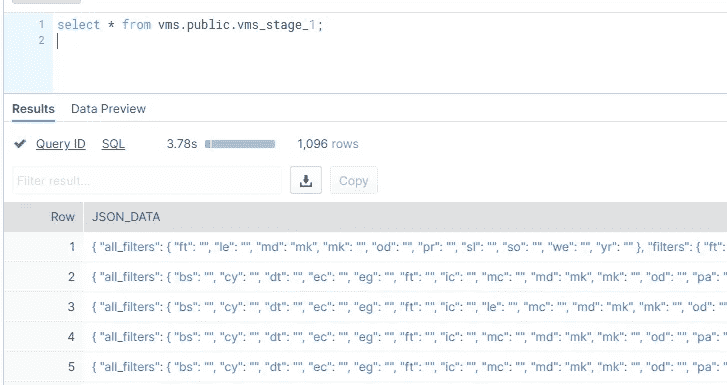 1 select * from vms.public.vms_stage_1;
2
Results Data Preview
Query ID SQL 3.78s 1,096 rows
Filter result... Copy
Row JSON_DATA
1 { "all_filters": { "ft": "", "le": "", "md": "mk", "mk": "", "od": "", "pr": "", "sl": "", "so": "", "we": "", "yr": "" }, "filters": { "ft":
2 { "all_filters": { "bs": "", "cy": "", "dt": "", "ec": "", "eg": "", "ft": "", "ic": "", "mc": "", "md": "mk", "mk": "", "od": "", "pa": "
3 { "all_filters": { "bs": "", "cy": "", "dt": "", "ec": "", "eg": "", "ft": "", "ic": "", "le": "", "mc": "", "md": "mk", "mk": "", "od": "
4 { "all_filters": { "bs": "", "cy": "", "dt": "", "ec": "", "eg": "", "ft": "", "ic": "", "mc": "", "md": "mk", "mk": "", "od": "", "pa": "
5 { "all_filters": { "bs": "", "cy": "", "dt": "", "ec": "", "eg": "", "ft": "", "ic": "", "mc": "", "md": "mk", "mk": "", "od": "", "pa": "